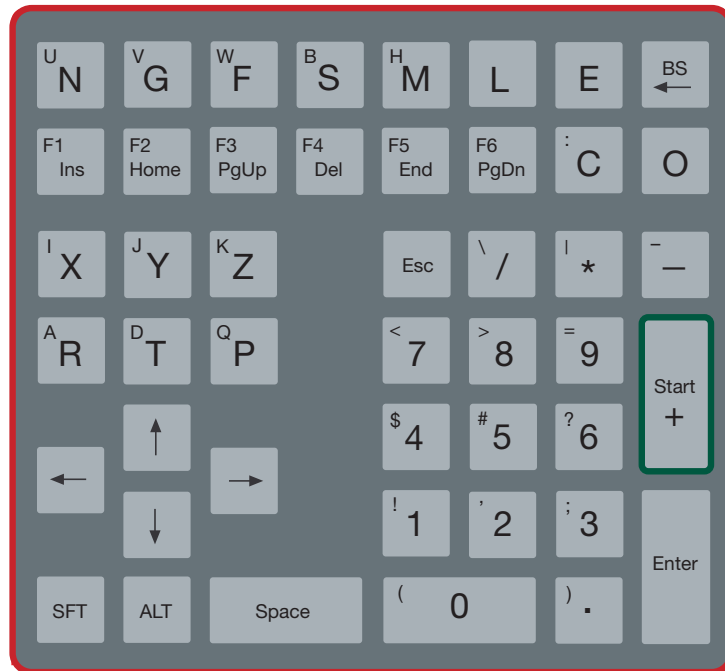 U N V G W F B S H M L E BS ←
F1 Ins F2 Home F3 PgUp F4 Del F5 End F6 PgDn : C O
I X J Y K Z Esc \ / | * – —
A R D T Q P < 7 > 8 = 9 Start +
↑ $ 4 # 5 ? 6
← →
↓ ! 1 , 2 ; 3 Enter
SFT ALT Space ( 0 ) .